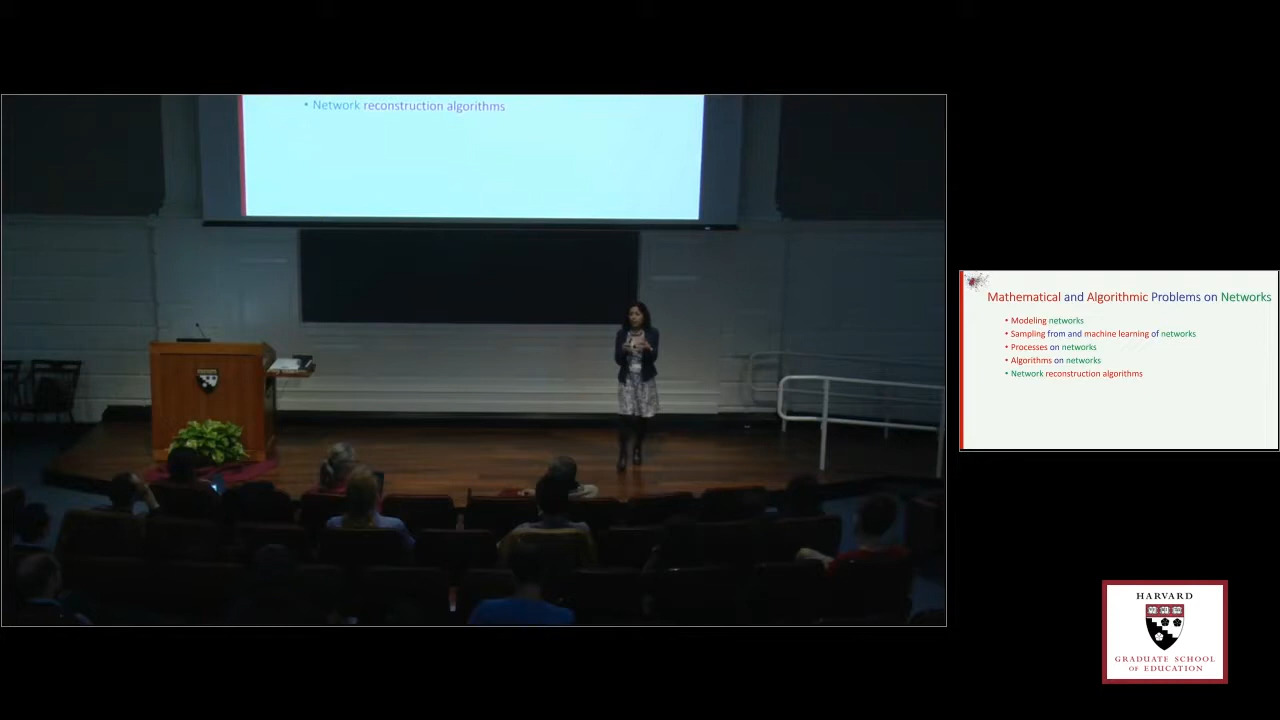 • Network reconstruction algorithms
Mathematical and Algorithmic Problems on Networks
• Modeling networks
• Sampling from and machine learning of networks
• Processes on networks
• Algorithms on networks
• Network reconstruction algorithms
HARVARD
GRADUATE SCHOOL
OF EDUCATION